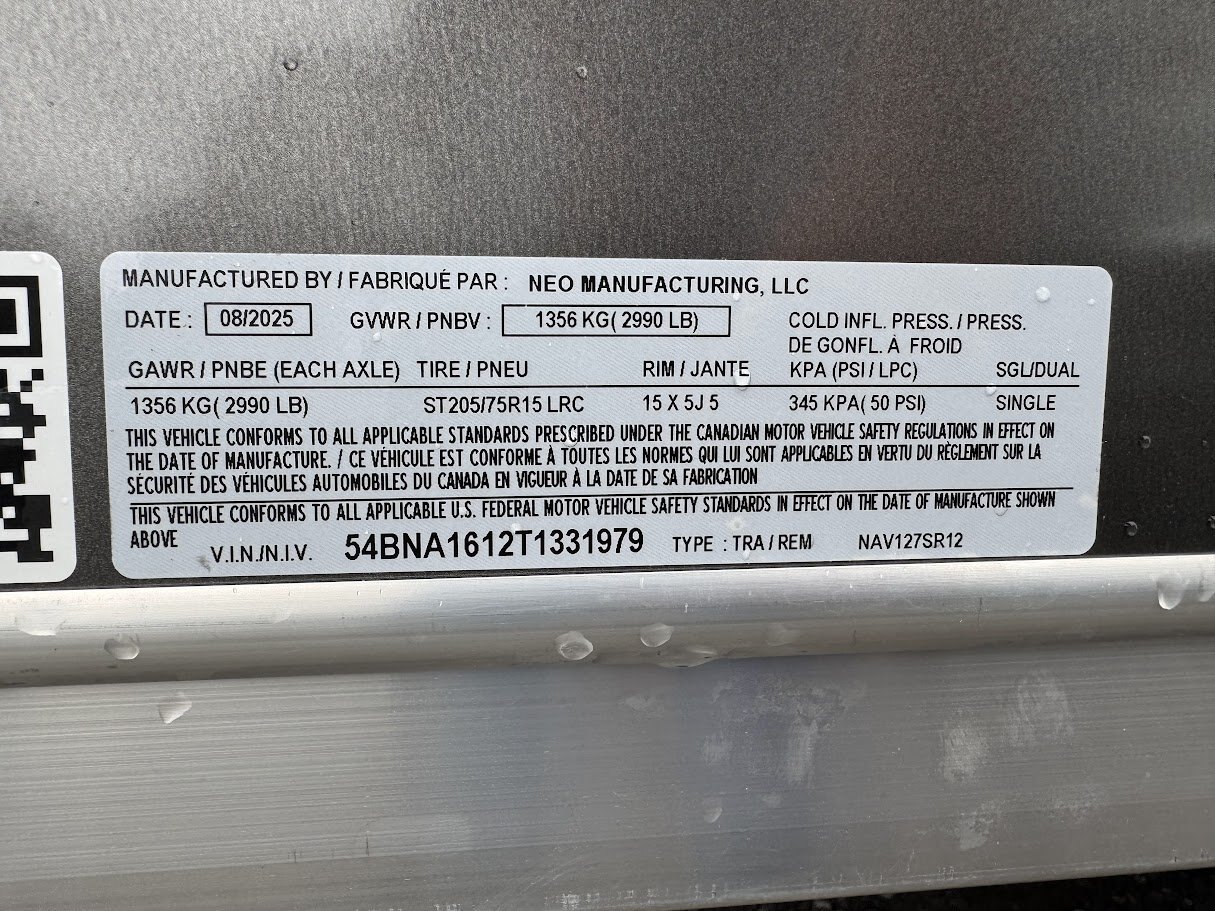 MANUFACTURED BY / FABRIQUÉ PAR : NEO MANUFACTURING, LLC
DATE : 08/2025 GVWR / PNBV : 1356 KG( 2990 LB)
COLD INFL. PRESS. / PRESS.
DE GONFL. À FROID
GAWR / PNBE (EACH AXLE) TIRE / PNEU RIM / JANTE KPA (PSI / LPC) SGL/DUAL
1356 KG( 2990 LB) ST205/75R15 LRC 15 X 5J 5 345 KPA( 50 PSI) SINGLE
THIS VEHICLE CONFORMS TO ALL APPLICABLE STANDARDS PRESCRIBED UNDER THE CANADIAN MOTOR VEHICLE SAFETY REGULATIONS IN EFFECT ON
THE DATE OF MANUFACTURE. / CE VÉHICULE EST CONFORME À TOUTES LES NORMES QUI LUI SONT APPLICABLES EN VERTU DU RÈGLEMENT SUR LA
SÉCURITÉ DES VÉHICULES AUTOMOBILES DU CANADA EN VIGUEUR À LA DATE DE SA FABRICATION
THIS VEHICLE CONFORMS TO ALL APPLICABLE U.S. FEDERAL MOTOR VEHICLE SAFETY STANDARDS IN EFFECT ON THE DATE OF MANUFACTURE SHOWN
ABOVE
V.I.N./N.I.V. 54BNA1612T1331979 TYPE : TRA / REM NAV127SR12